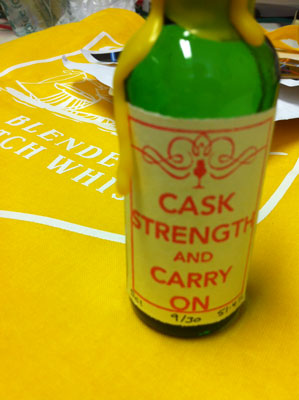 BLENDE
TCH WHIS
CASK
STRENGTH
AND
CARRY
ON
9/30